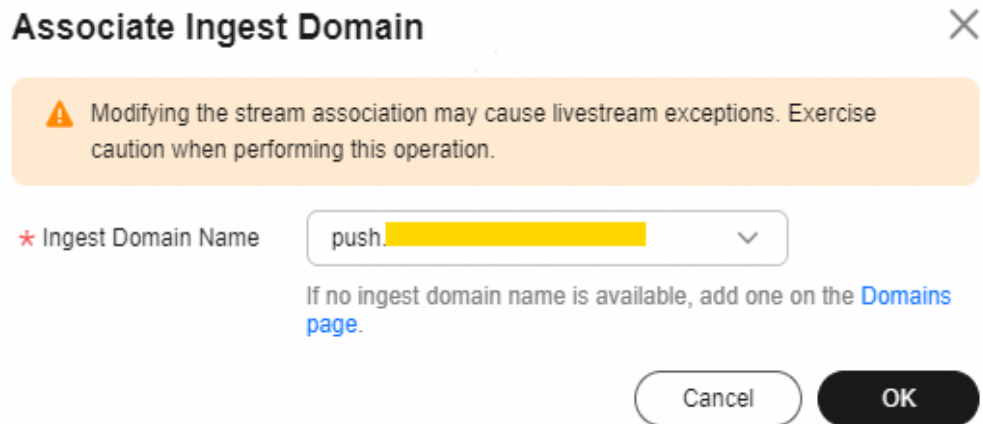 Associate Ingest Domain
Modifying the stream association may cause livestream exceptions. Exercise
caution when performing this operation.
* Ingest Domain Name
push.
If no ingest domain name is available, add one on the Domains
page.
Cancel
OK